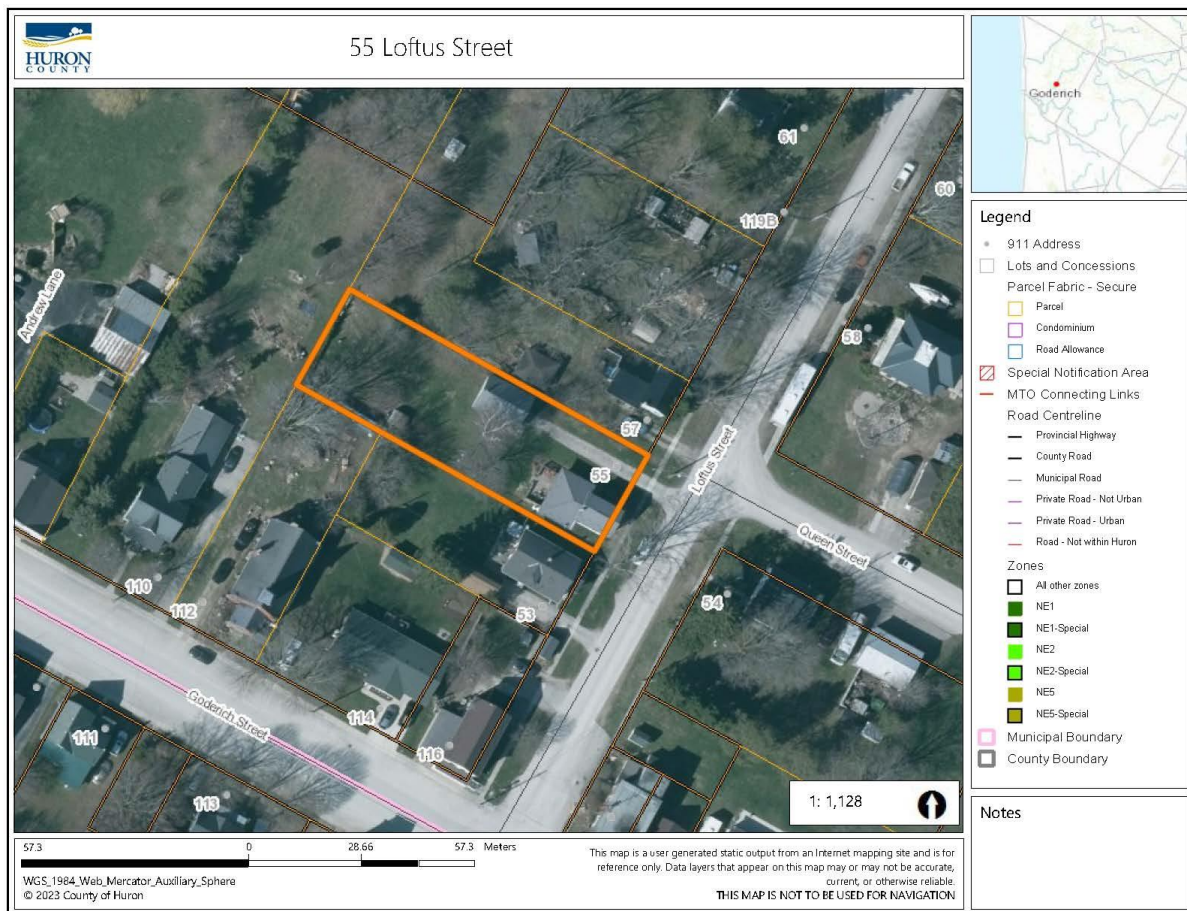 HURON
COUNTY
55 Loftus Street
Goderich
61
60
119B
58
Andrew Lane
57
55
Loftus Street
Queen Street
54
53
110
112
114
116
Goderich Street
111
113
1: 1,128
Legend
911 Address
Lots and Concessions
Parcel Fabric - Secure
Parcel
Condominium
Road Allowance
Special Notification Area
MTO Connecting Links
Road Centreline
Provincial Highway
County Road
Municipal Road
Private Road - Not Urban
Private Road - Urban
Road - Not within Huron
Zones
All other zones
NE1
NE1-Special
NE2
NE2-Special
NE5
NE5-Special
Municipal Boundary
County Boundary
Notes
57.3 0 28.66 57.3 Meters
WGS_1984_Web_Mercator_Auxiliary_Sphere
© 2023 County of Huron
This map is a user generated static output from an Internet mapping site and is for
reference only. Data layers that appear on this map may or may not be accurate,
current, or otherwise reliable.
THIS MAP IS NOT TO BE USED FOR NAVIGATION